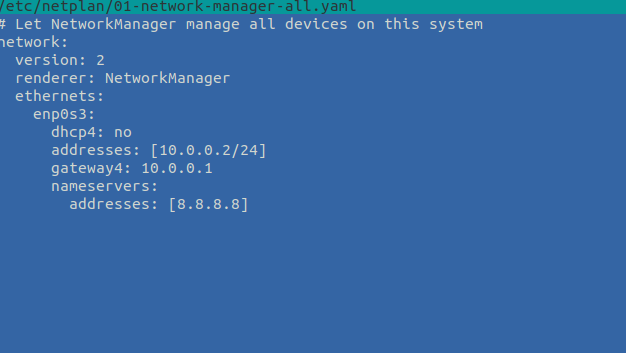 /etc/netplan/01-network-manager-all.yaml
# Let NetworkManager manage all devices on this system
network:
  version: 2
  renderer: NetworkManager
  ethernets:
    enp0s3:
      dhcp4: no
      addresses: [10.0.0.2/24]
      gateway4: 10.0.0.1
      nameservers:
        addresses: [8.8.8.8]